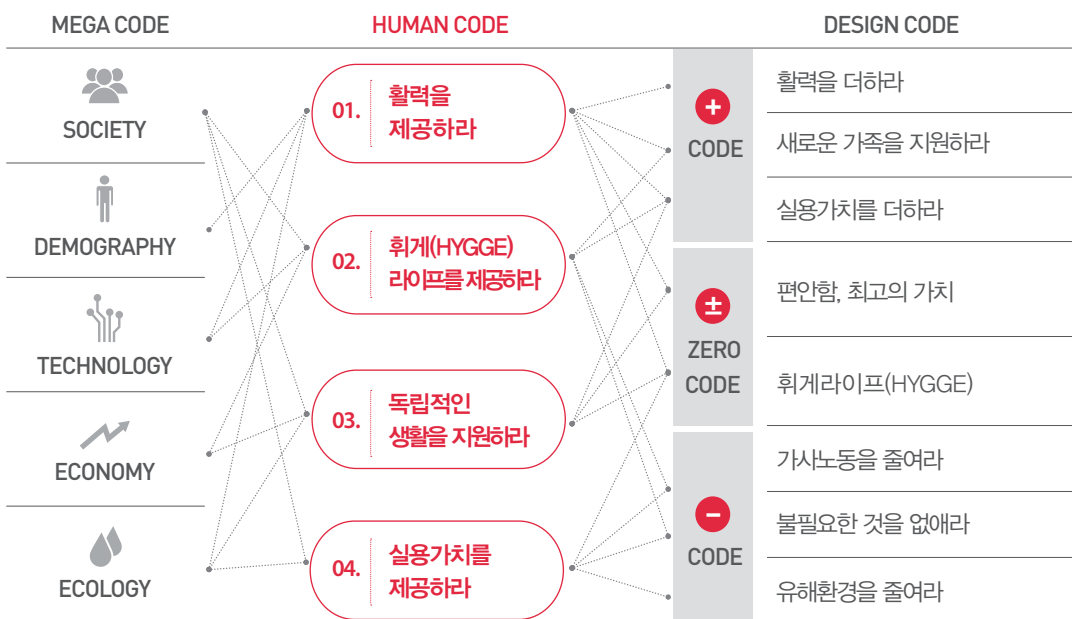 MEGA CODE
HUMAN CODE
DESIGN CODE
SOCIETY
DEMOGRAPHY
TECHNOLOGY
ECONOMY
ECOLOGY
01.
활력을
제공하라
02.
휘게(HYGGE)
라이프를 제공하라
03.
독립적인
생활을 지원하라
04.
실용가치를
제공하라
+
CODE
활력을 더하라
새로운 가족을 지원하라
실용가치를 더하라
±
ZERO
CODE
편안함, 최고의 가치
휘게라이프(HYGGE)
−
CODE
가사노동을 줄여라
불필요한 것을 없애라
유해환경을 줄여라